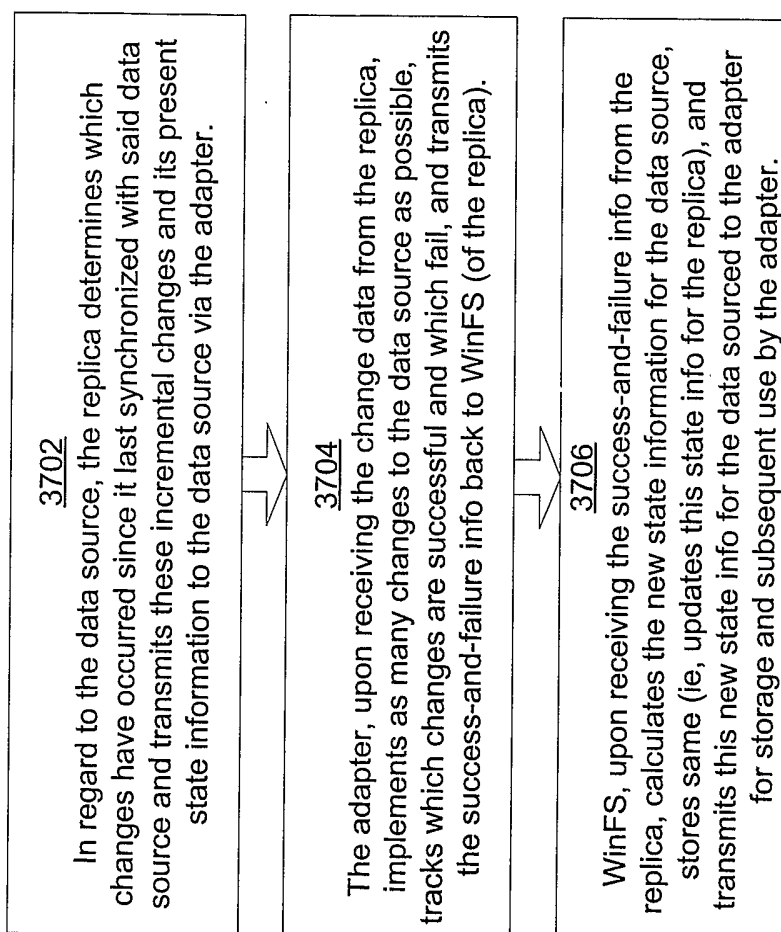 3702
In regard to the data source, the replica determines which
changes have occurred since it last synchronized with said data
source and transmits these incremental changes and its present
state information to the data source via the adapter.
3704
The adapter, upon receiving the change data from the replica,
implements as many changes to the data source as possible,
tracks which changes are successful and which fail, and transmits
the success-and-failure info back to WinFS (of the replica).
3706
WinFS, upon receiving the success-and-failure info from the
replica, calculates the new state information for the data source,
stores same (ie, updates this state info for the replica), and
transmits this new state info for the data sourced to the adapter
for storage and subsequent use by the adapter.